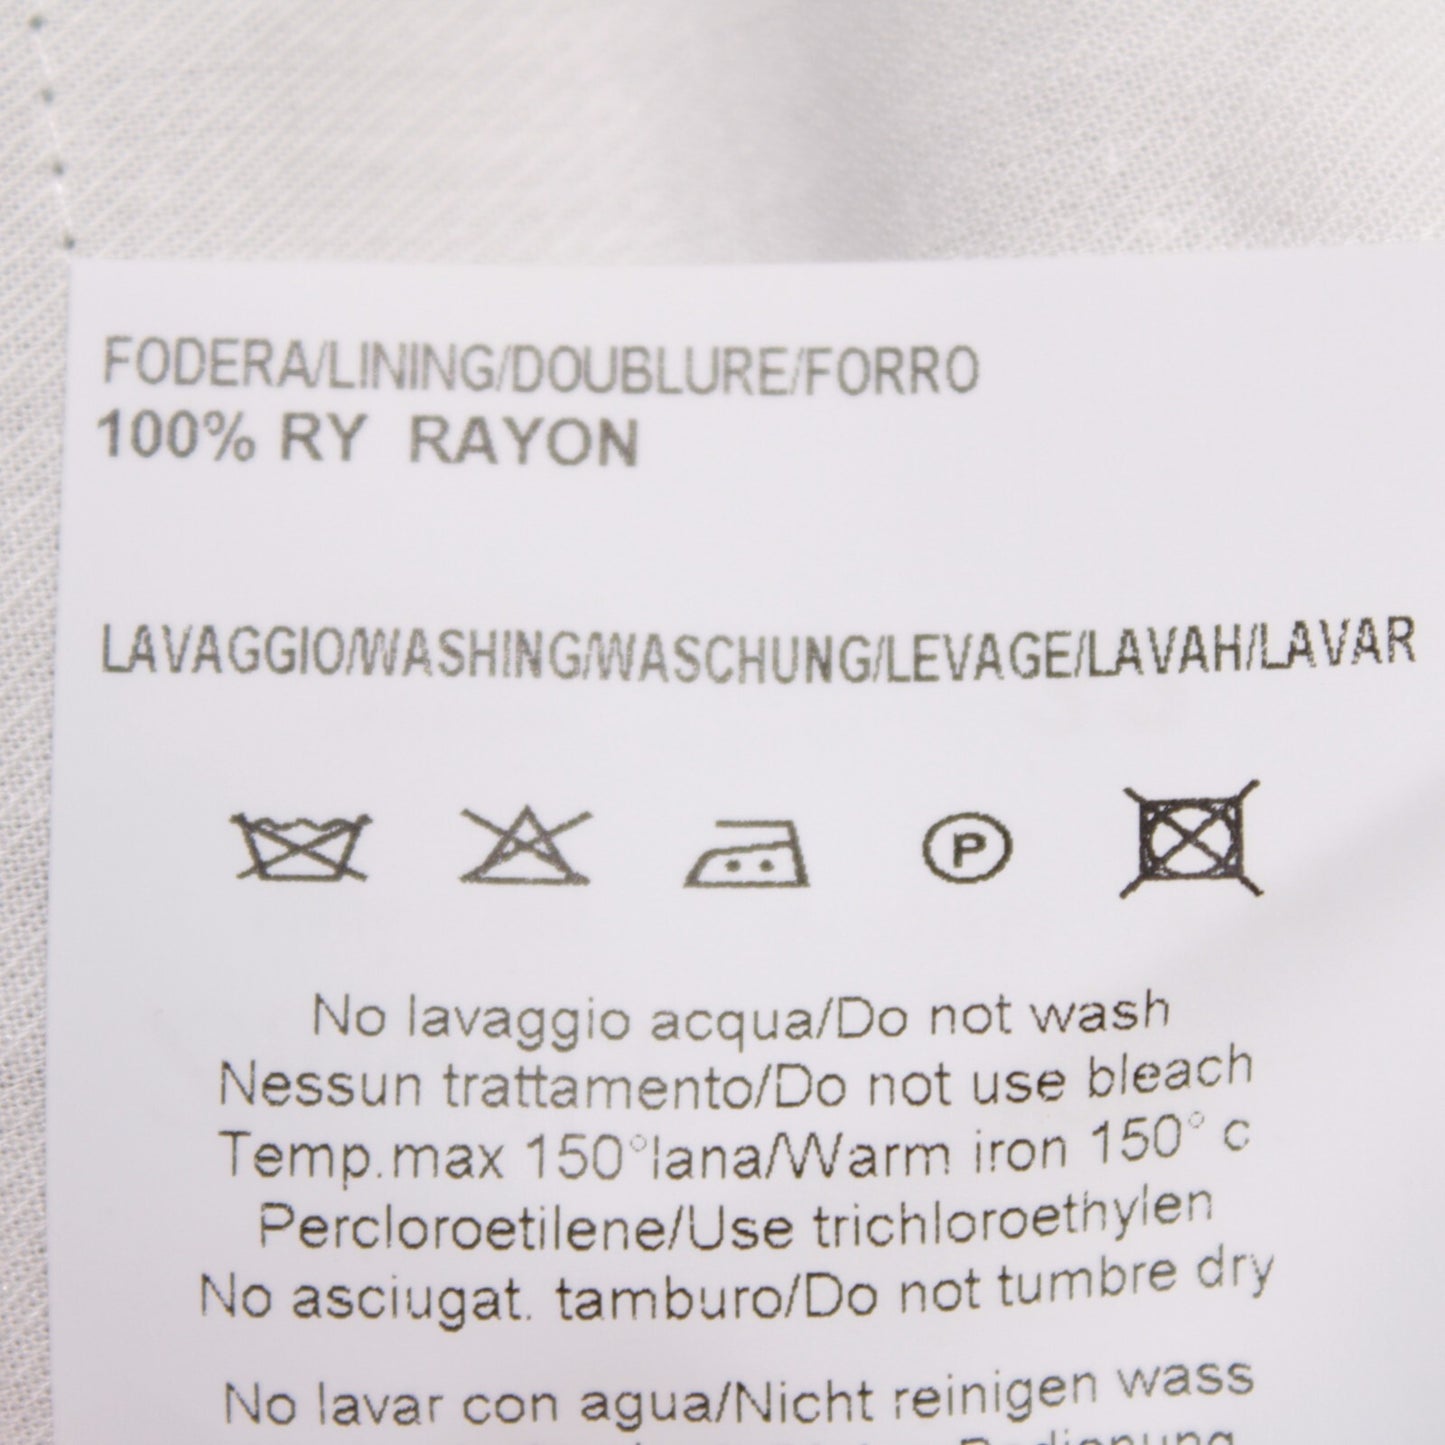 FODERA/LINING/DOUBLURE/FORRO
100% RY RAYON
LAVAGGIO/WASHING/WASCHUNG/LEVAGE/LAVAH/LAVAR
P
No lavaggio acqua/Do not wash
Nessun trattamento/Do not use bleach
Temp.max 150°lana/Warm iron 150° c
Percloroetilene/Use trichloroethylen
No asciugat. tamburo/Do not tumbre dry
No lavar con agua/Nicht reinigen wass